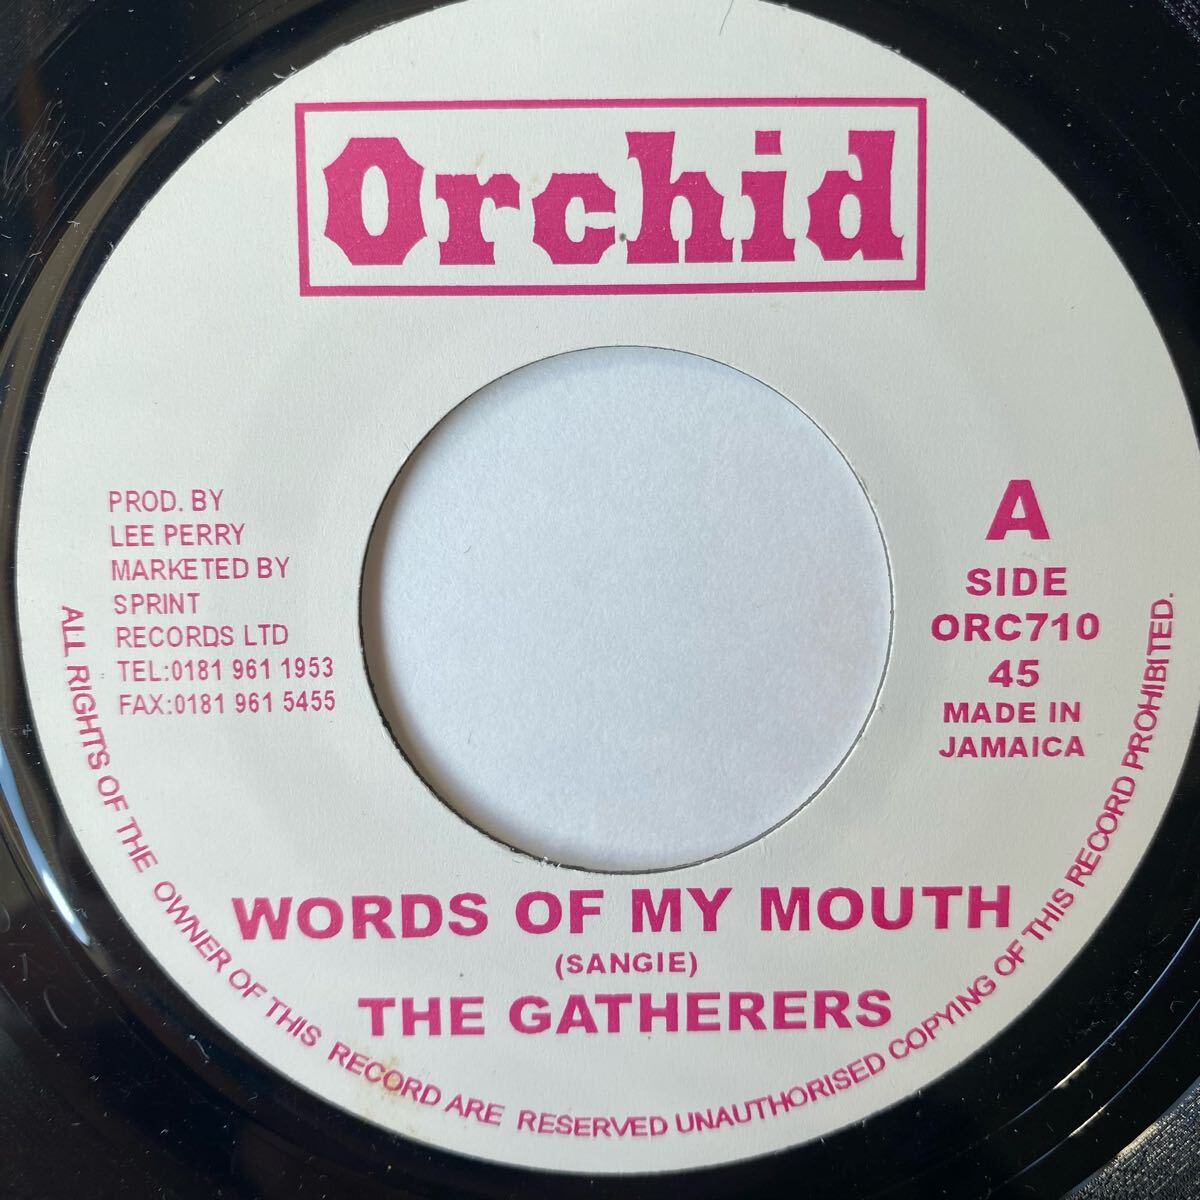 Orchid
PROD. BY
LEE PERRY
MARKETED BY
SPRINT
RECORDS LTD
TEL:0181 961 1953
FAX:0181 961 5455
A
SIDE
ORC710
45
MADE IN
JAMAICA
WORDS OF MY MOUTH
(SANGIE)
THE GATHERERS
ALL RIGHTS OF THE OWNER OF THIS RECORD ARE RESERVED UNAUTHORISED COPYING OF THIS RECORD PROHIBITED.